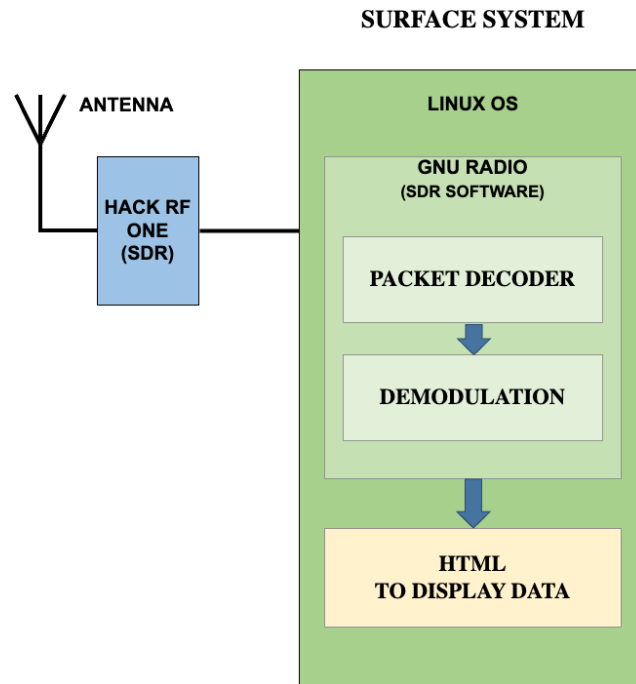 SURFACE SYSTEM
ANTENNA
HACK RF
ONE
(SDR)
LINUX OS
GNU RADIO
(SDR SOFTWARE)
PACKET DECODER
DEMODULATION
HTML
TO DISPLAY DATA